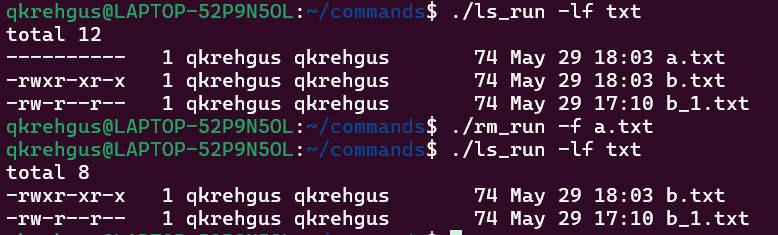 qkrehgus@LAPTOP-52P9N5OL:~/commands$ ./ls_run -lf txt
total 12
----------   1 qkrehgus qkrehgus       74 May 29 18:03 a.txt
-rwxr-xr-x   1 qkrehgus qkrehgus       74 May 29 18:03 b.txt
-rw-r--r--   1 qkrehgus qkrehgus       74 May 29 17:10 b_1.txt
qkrehgus@LAPTOP-52P9N5OL:~/commands$ ./rm_run -f a.txt
qkrehgus@LAPTOP-52P9N5OL:~/commands$ ./ls_run -lf txt
total 8
-rwxr-xr-x   1 qkrehgus qkrehgus       74 May 29 18:03 b.txt
-rw-r--r--   1 qkrehgus qkrehgus       74 May 29 17:10 b_1.txt